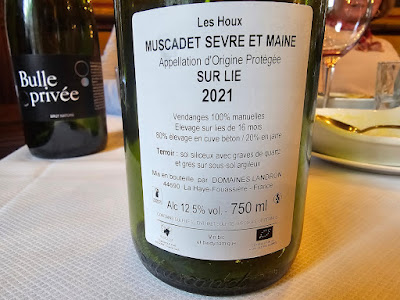 Bulle
privée
BRUT NATURE
Les Houx
MUSCADET SEVRE ET MAINE
Appellation d'Origine Protégée
SUR LIE
2021
Vendanges 100% manuelles
Elevage sur lies de 16 mois
80% élevage en cuve béton / 20% en jarre
Terroir : sol siliceux avec graves de quartz
et grès sur sous-sol argileux
Mis en bouteille par DOMAINES LANDRON
44690 La Haye-Fouassière - France
Alc 12.5% vol. - 750 ml